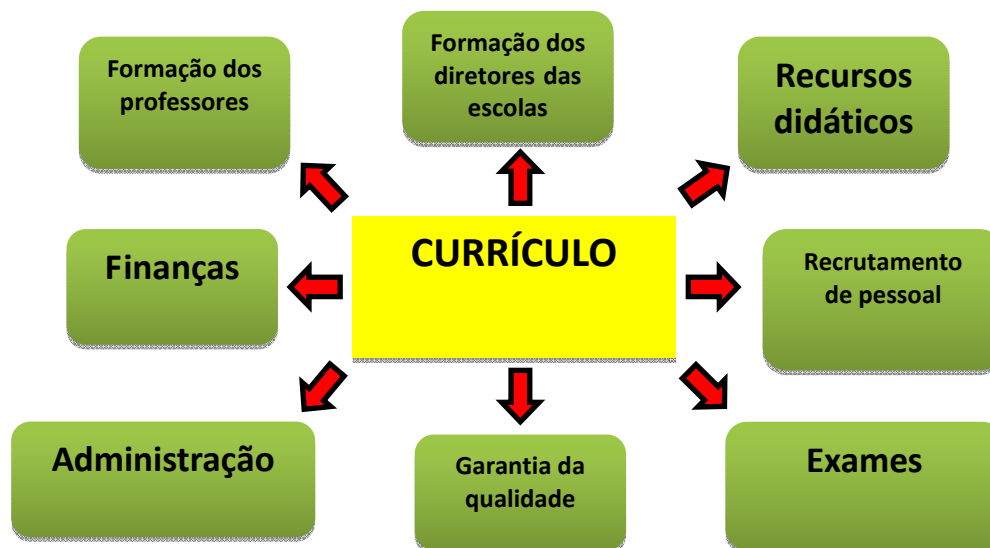 Formação dos
professores
Formação dos
diretores das
escolas
Recursos
didáticos
Finanças
CURRÍCULO
Recrutamento
de pessoal
Administração
Garantia da
qualidade
Exames